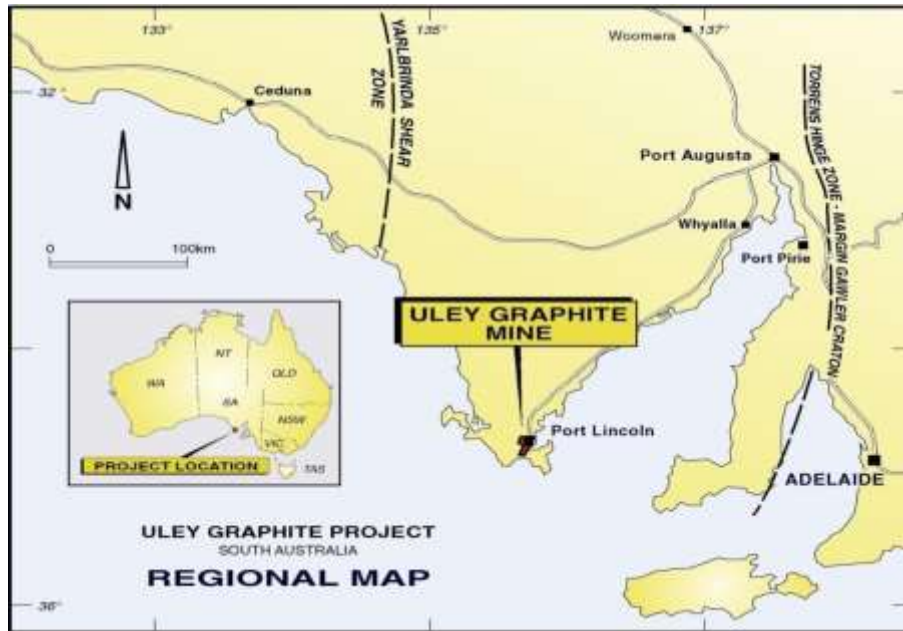 133°
135°
137°
Woomera
YARLBRINDA SHEAR
ZONE
TORRENS HINGE ZONE - MARGIN GAWLER CRATON
32°
Ceduna
Port Augusta
N
Whyalla
0 100km
Port Pirie
ULEY GRAPHITE
MINE
NT
WA
QLD
SA
NSW
VIC
TAS
PROJECT LOCATION
Port Lincoln
ADELAIDE
ULEY GRAPHITE PROJECT
SOUTH AUSTRALIA
REGIONAL MAP
36°